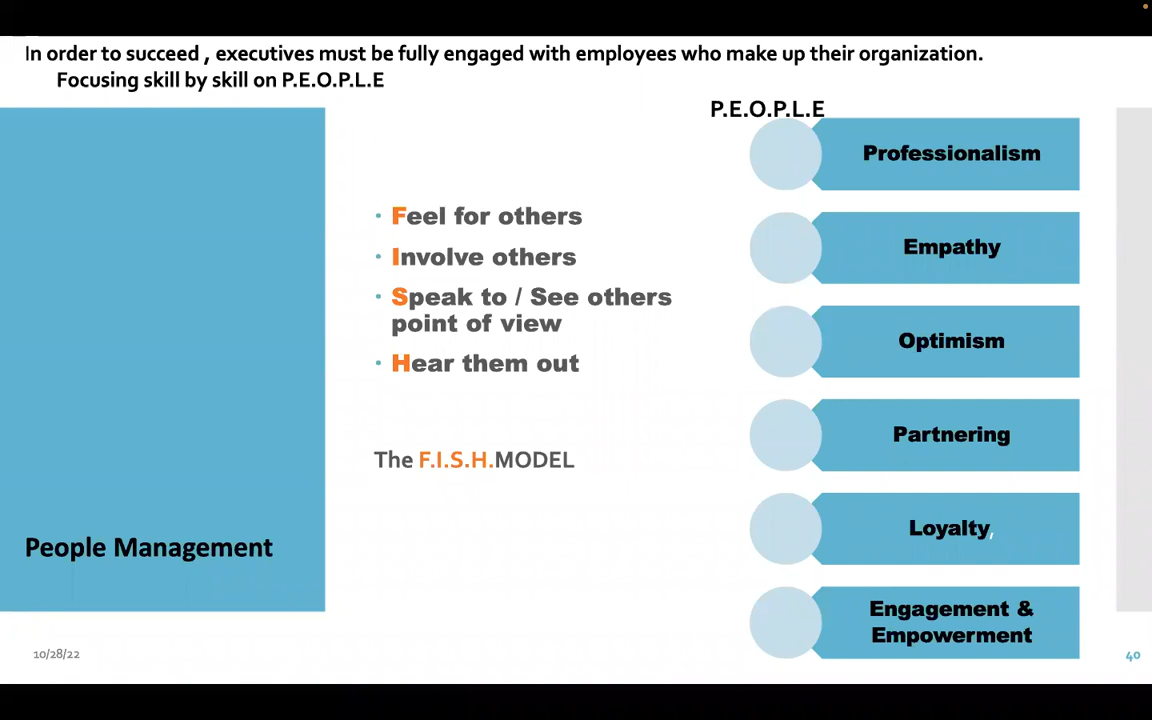 In order to succeed , executives must be fully engaged with employees who make up their organization.
Focusing skill by skill on P.E.O.P.L.E
People Management
• Feel for others
• Involve others
• Speak to / See others
point of view
• Hear them out
The F.I.S.H.MODEL
P.E.O.P.L.E
Professionalism
Empathy
Optimism
Partnering
Loyalty,
Engagement &
Empowerment
10/28/22
40